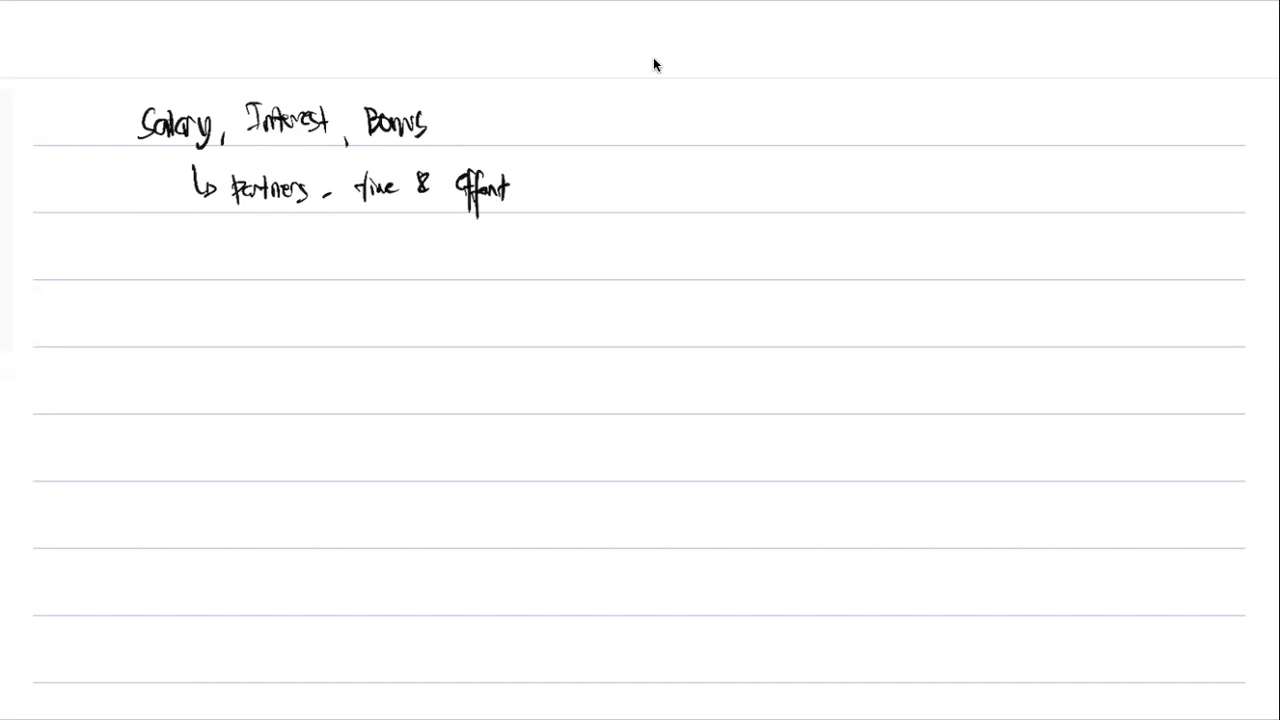 Salary, Interest, Bonus
↳ partners - time & effort